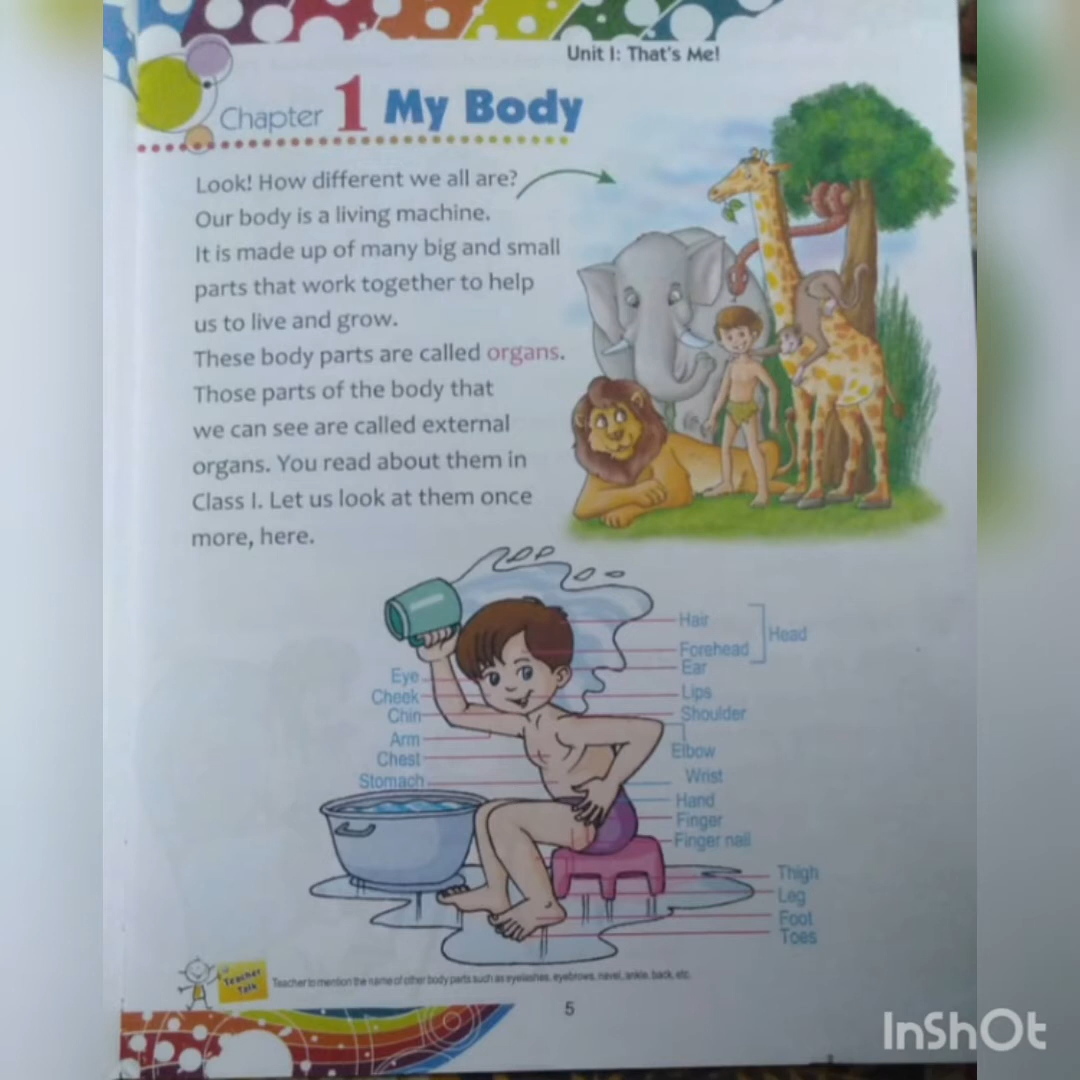 Unit I: That's Me!
Chapter 1 My Body
Look! How different we all are?
Our body is a living machine.
It is made up of many big and small
parts that work together to help
us to live and grow.
These body parts are called organs.
Those parts of the body that
we can see are called external
organs. You read about them in
Class I. Let us look at them once
more, here.
Hair
Forehead
Head
Ear
Lips
Shoulder
Elbow
Wrist
Hand
Finger
Finger nail
Thigh
Leg
Foot
Toes
Eye
Cheek
Chin
Arm
Chest
Stomach
Teacher
Talk
Teacher to mention the name of other body parts such as eyelashes, eyebrows, navel, ankle, back, etc.
5
InShOt